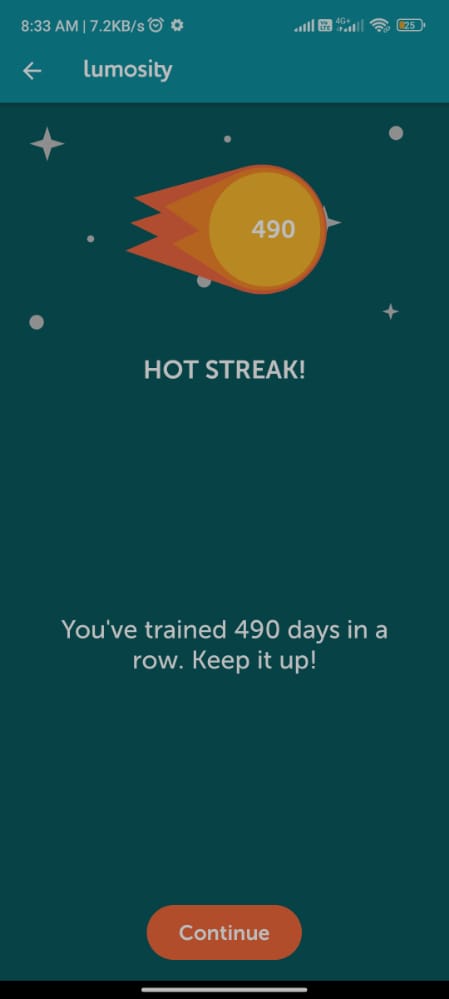 8:33 AM | 7.2KB/s 4G+ 25
lumosity
490
HOT STREAK!
You've trained 490 days in a
row. Keep it up!
Continue